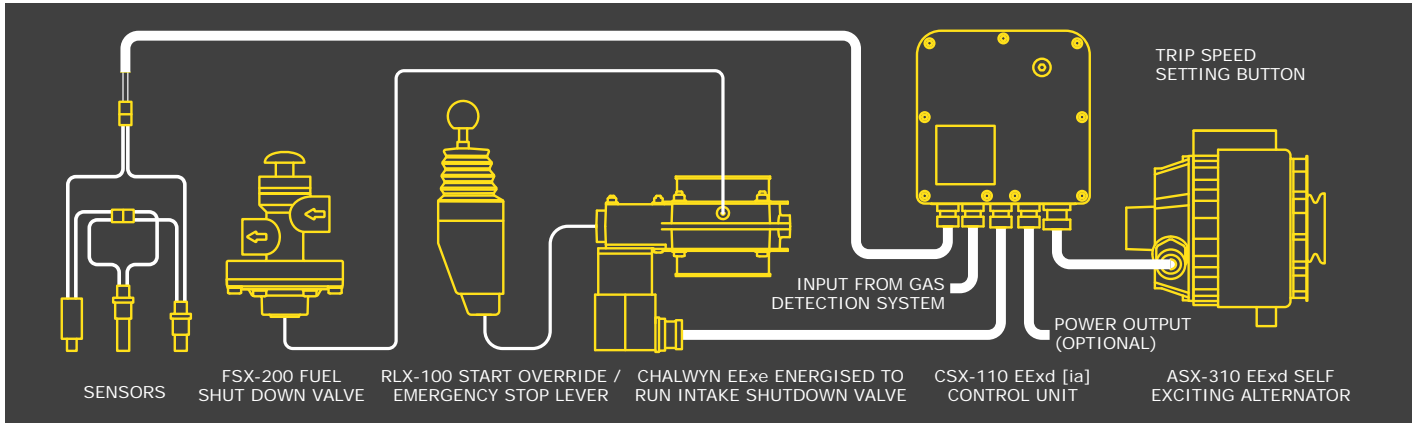 TRIP SPEED
SETTING BUTTON
INPUT FROM GAS
DETECTION SYSTEM
POWER OUTPUT
(OPTIONAL)
SENSORS
FSX-200 FUEL
SHUT DOWN VALVE
RLX-100 START OVERRIDE /
EMERGENCY STOP LEVER
CHALWYN EExe ENERGISED TO
RUN INTAKE SHUTDOWN VALVE
CSX-110 EExd [ia]
CONTROL UNIT
ASX-310 EExd SELF
EXCITING ALTERNATOR